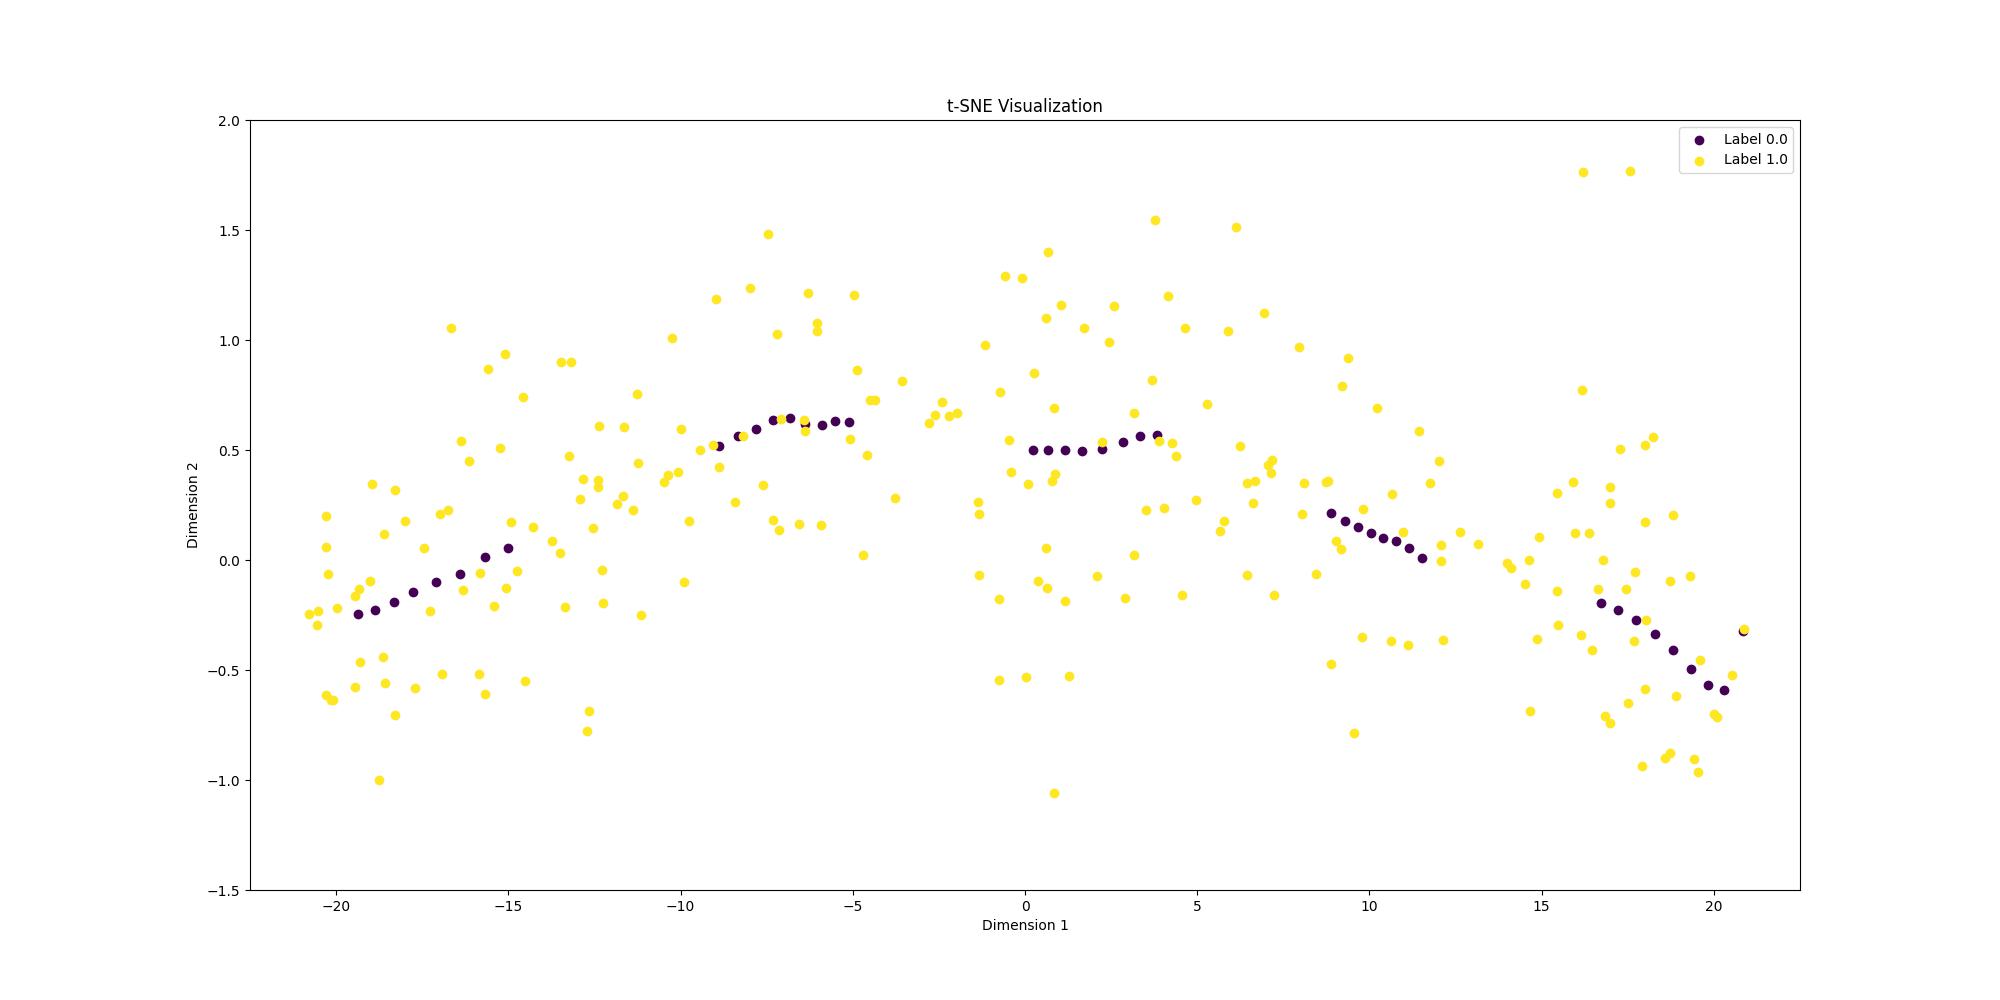 t-SNE Visualization
Label 0.0
Label 1.0
2.0
1.5
1.0
0.5
0.0
−0.5
−1.0
−1.5
Dimension 2
−20 −15 −10 −5 0 5 10 15 20
Dimension 1